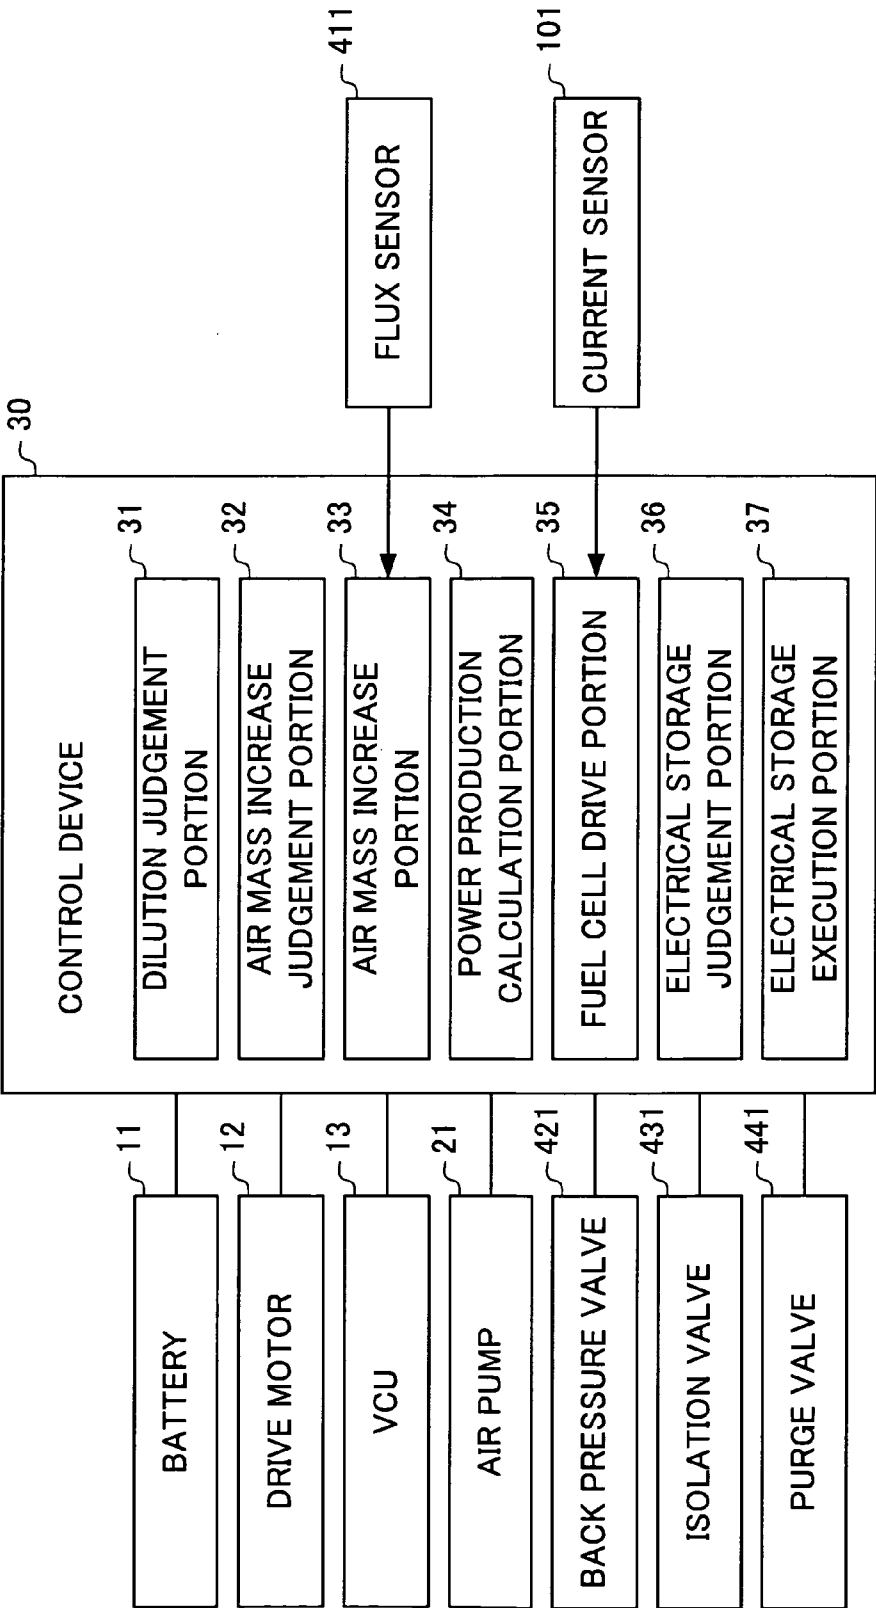 CONTROL DEVICE
30
DILUTION JUDGEMENT
PORTION
31
AIR MASS INCREASE
JUDGEMENT PORTION
32
AIR MASS INCREASE
PORTION
33
POWER PRODUCTION
CALCULATION PORTION
34
FUEL CELL DRIVE PORTION
35
ELECTRICAL STORAGE
JUDGEMENT PORTION
36
ELECTRICAL STORAGE
EXECUTION PORTION
37
BATTERY
11
DRIVE MOTOR
12
VCU
13
AIR PUMP
21
BACK PRESSURE VALVE
421
ISOLATION VALVE
431
PURGE VALVE
441
FLUX SENSOR
411
CURRENT SENSOR
101